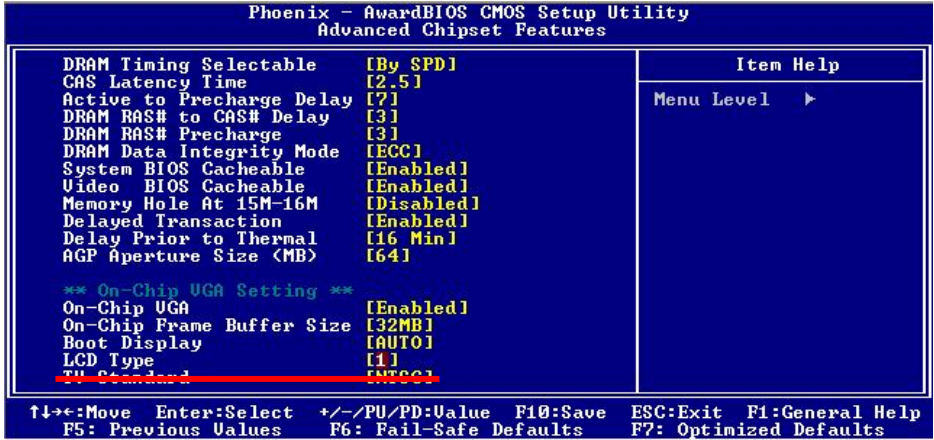 Phoenix - AwardBIOS CMOS Setup Utility
Advanced Chipset Features
DRAM Timing Selectable [By SPD]
CAS Latency Time [2.5]
Active to Precharge Delay [7]
DRAM RAS# to CAS# Delay [3]
DRAM RAS# Precharge [3]
DRAM Data Integrity Mode [ECC]
System BIOS Cacheable [Enabled]
Video BIOS Cacheable [Enabled]
Memory Hole At 15M-16M [Disabled]
Delayed Transaction [Enabled]
Delay Prior to Thermal [16 Min]
AGP Aperture Size (MB) [64]
** On-Chip VGA Setting **
On-Chip VGA [Enabled]
On-Chip Frame Buffer Size [32MB]
Boot Display [AUTO]
LCD Type [1]
TV Standard [NTSC]
Item Help
Menu Level ▶
↑↓→←:Move Enter:Select +/-/PU/PD:Value F10:Save ESC:Exit F1:General Help
F5: Previous Values F6: Fail-Safe Defaults F7: Optimized Defaults